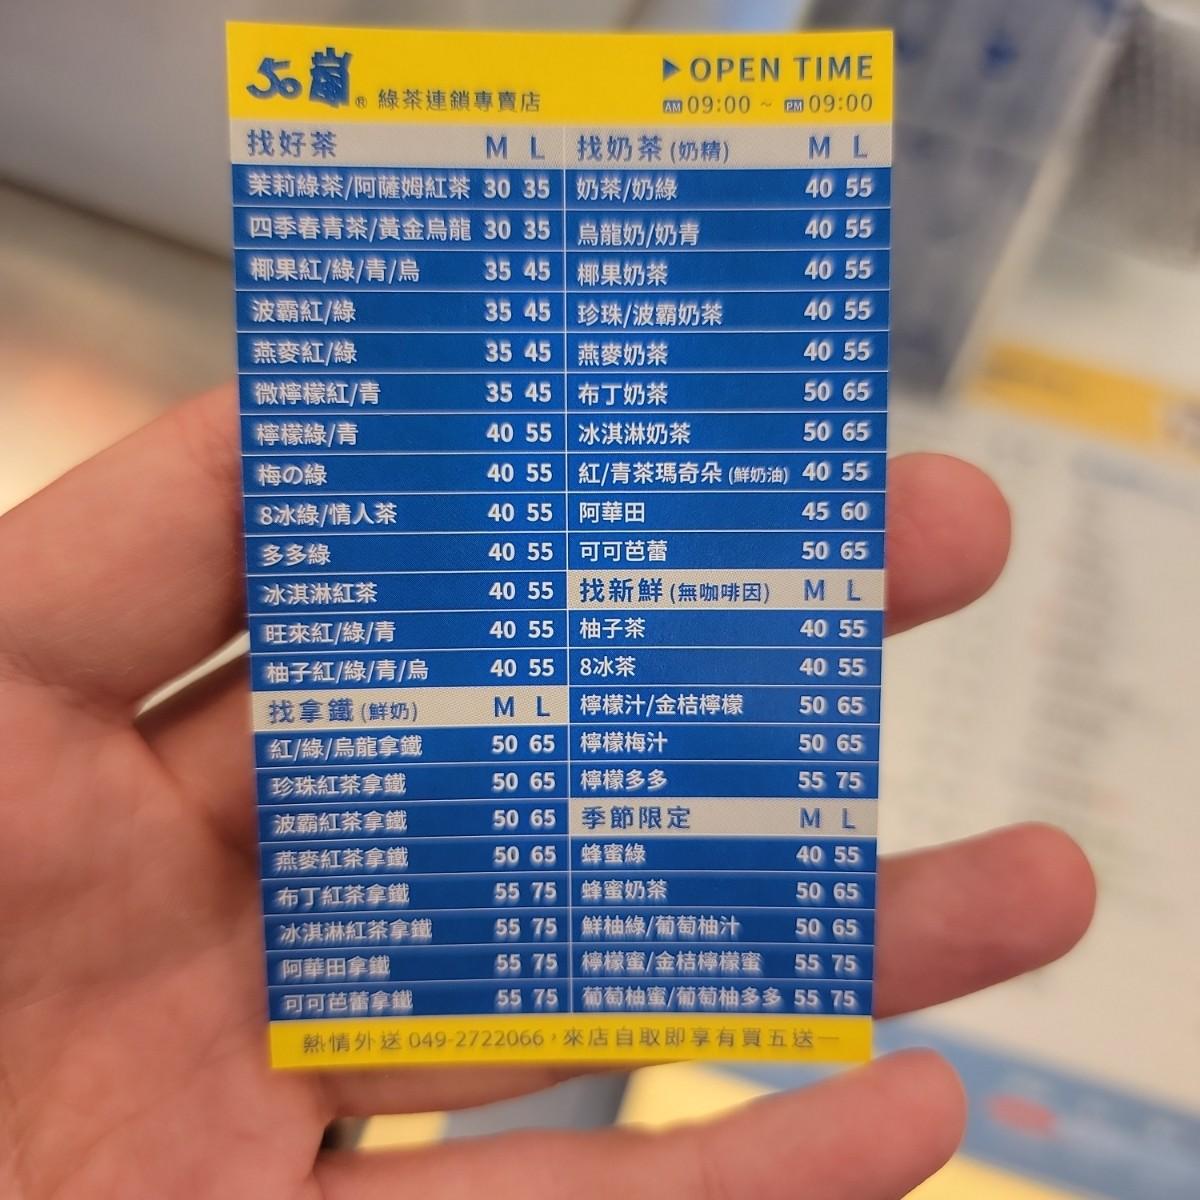 50嵐® 綠茶連鎖專賣店
▶OPEN TIME
AM 09:00 ~ PM 09:00
找好茶 M L
茉莉綠茶/阿薩姆紅茶 30 35
四季春青茶/黃金烏龍 30 35
椰果紅/綠/青/烏 35 45
波霸紅/綠 35 45
燕麥紅/綠 35 45
微檸檬紅/青 35 45
檸檬綠/青 40 55
梅の綠 40 55
8冰綠/情人茶 40 55
多多綠 40 55
冰淇淋紅茶 40 55
旺來紅/綠/青 40 55
柚子紅/綠/青/烏 40 55
找拿鐵(鮮奶) M L
紅/綠/烏龍拿鐵 50 65
珍珠紅茶拿鐵 50 65
波霸紅茶拿鐵 50 65
燕麥紅茶拿鐵 50 65
布丁紅茶拿鐵 55 75
冰淇淋紅茶拿鐵 55 75
阿華田拿鐵 55 75
可可芭蕾拿鐵 55 75
找奶茶(奶精) M L
奶茶/奶綠 40 55
烏龍奶/奶青 40 55
椰果奶茶 40 55
珍珠/波霸奶茶 40 55
燕麥奶茶 40 55
布丁奶茶 50 65
冰淇淋奶茶 50 65
紅/青茶瑪奇朵(鮮奶油) 40 55
阿華田 45 60
可可芭蕾 50 65
找新鮮(無咖啡因) M L
柚子茶 40 55
8冰茶 40 55
檸檬汁/金桔檸檬 50 65
檸檬梅汁 50 65
檸檬多多 55 75
季節限定 M L
蜂蜜綠 40 55
蜂蜜奶茶 50 65
鮮柚綠/葡萄柚汁 50 65
檸檬蜜/金桔檸檬蜜 55 75
葡萄柚蜜/葡萄柚多多 55 75
熱情外送 049-2722066,來店自取即享有買五送一